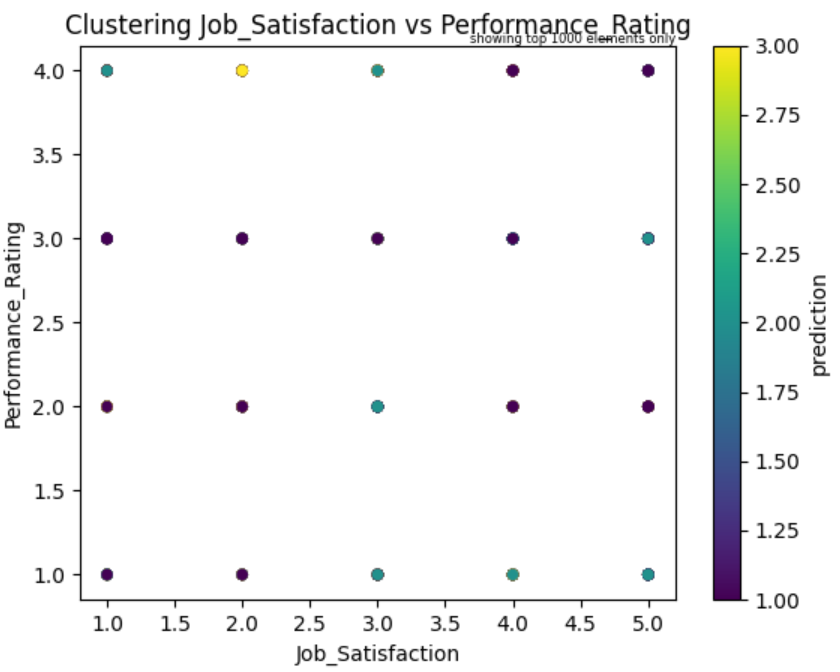 Clustering Job_Satisfaction vs Performance_Rating
showing top 1000 elements only
Performance_Rating
4.0
3.5
3.0
2.5
2.0
1.5
1.0
1.0 1.5 2.0 2.5 3.0 3.5 4.0 4.5 5.0
Job_Satisfaction
3.00
2.75
2.50
2.25
2.00
1.75
1.50
1.25
1.00
prediction